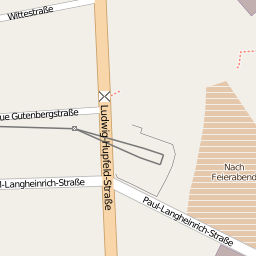 Wittestraße
ue Gutenbergstraße
Ludwig-Hupfeld-Straße
Nach
Feierabend
l-Langheinrich-Straße
Paul-Langheinrich-Straße